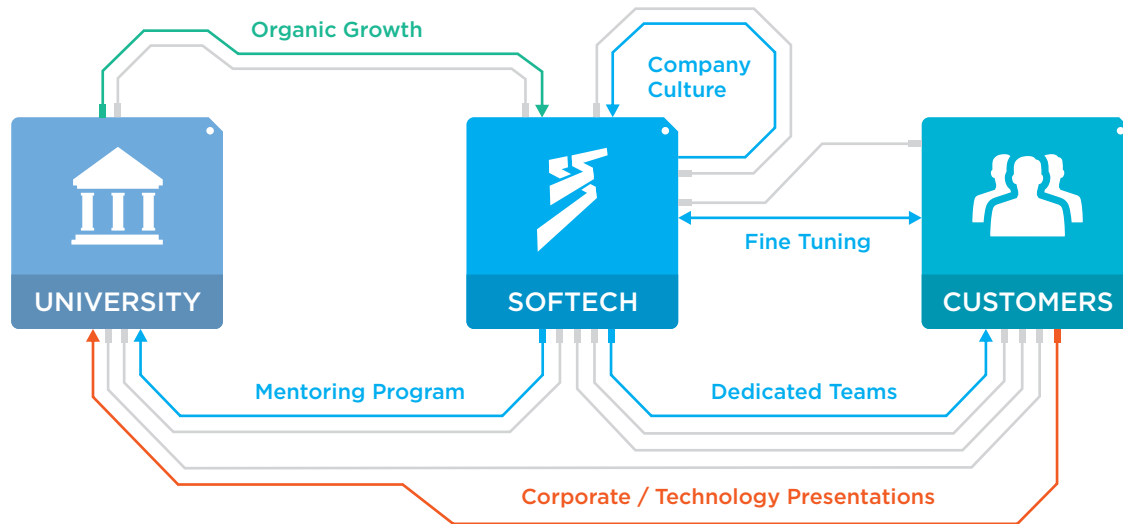 Organic Growth
Company
Culture
Fine Tuning
UNIVERSITY
SOFTECH
CUSTOMERS
Mentoring Program
Dedicated Teams
Corporate / Technology Presentations